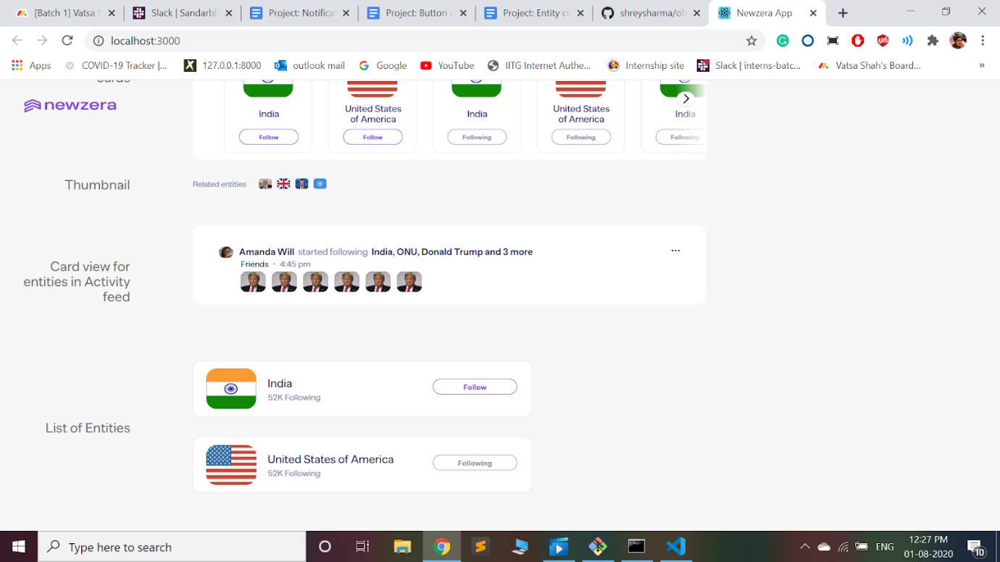 [Batch 1] Vatsa S
Slack | Sandarbh
Project: Notificat
Project: Button c
Project: Entity co
shreysharma/ob
Newzera App
localhost:3000
Apps
COVID-19 Tracker |...
127.0.0.1:8000
outlook mail
Google
YouTube
IITG Internet Authe...
Internship site
Slack | interns-batc...
Vatsa Shah's Board...
»
Cards
newzera
India
United States
of America
India
United States
of America
India
Follow
Follow
Following
Following
Following
Thumbnail
Related entities
Amanda Will started following India, ONU, Donald Trump and 3 more
Friends · 4:45 pm
Card view for
entities in Activity
feed
India
52K Following
Follow
List of Entities
United States of America
52K Following
Following
Type here to search
ENG
12:27 PM
01-08-2020
10